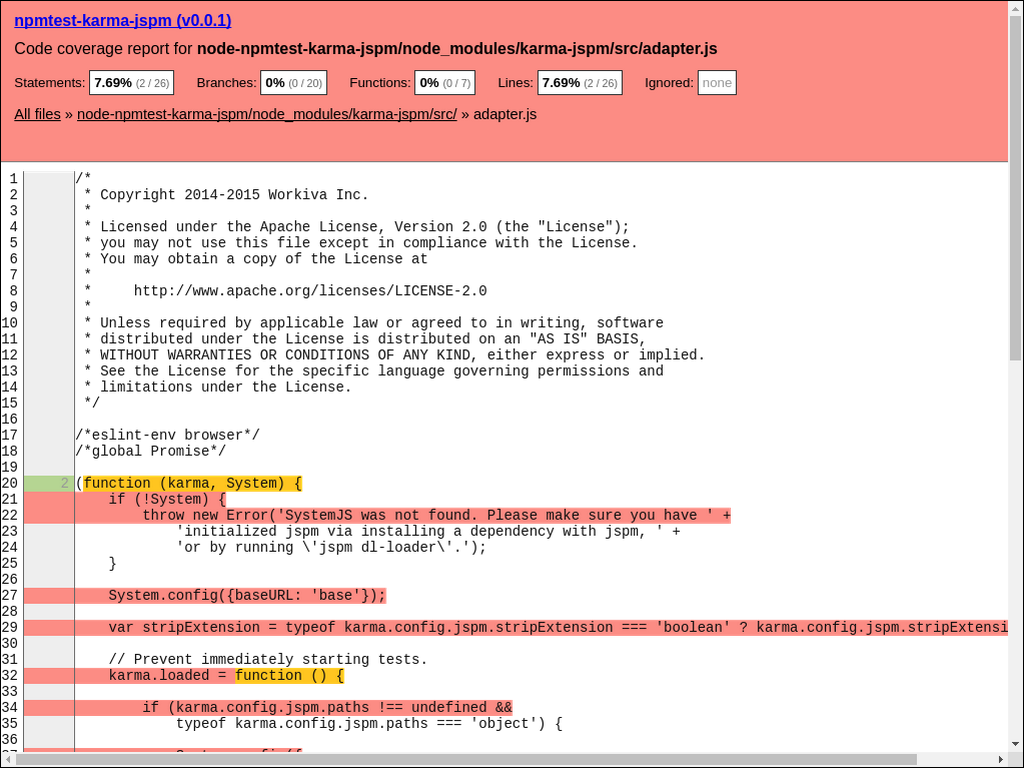 npmtest-karma-jspm (v0.0.1)
Code coverage report for node-npmtest-karma-jspm/node_modules/karma-jspm/src/adapter.js
Statements: 7.69% (2 / 26) Branches: 0% (0 / 20) Functions: 0% (0 / 7) Lines: 7.69% (2 / 26) Ignored: none
All files » node-npmtest-karma-jspm/node_modules/karma-jspm/src/ » adapter.js
1 /*
2  * Copyright 2014-2015 Workiva Inc.
3  *
4  * Licensed under the Apache License, Version 2.0 (the "License");
5  * you may not use this file except in compliance with the License.
6  * You may obtain a copy of the License at
7  *
8  *     http://www.apache.org/licenses/LICENSE-2.0
9  *
10  * Unless required by applicable law or agreed to in writing, software
11  * distributed under the License is distributed on an "AS IS" BASIS,
12  * WITHOUT WARRANTIES OR CONDITIONS OF ANY KIND, either express or implied.
13  * See the License for the specific language governing permissions and
14  * limitations under the License.
15  */
16
17 /*eslint-env browser*/
18 /*global Promise*/
19
20 2 (function (karma, System) {
21     if (!System) {
22         throw new Error('SystemJS was not found. Please make sure you have ' +
23             'initialized jspm via installing a dependency with jspm, ' +
24             'or by running \'jspm dl-loader\'.');
25     }
26
27     System.config({baseURL: 'base'});
28
29     var stripExtension = typeof karma.config.jspm.stripExtension === 'boolean' ? karma.config.jspm.stripExtensi
30
31     // Prevent immediately starting tests.
32     karma.loaded = function () {
33
34         if (karma.config.jspm.paths !== undefined &&
35             typeof karma.config.jspm.paths === 'object') {
36